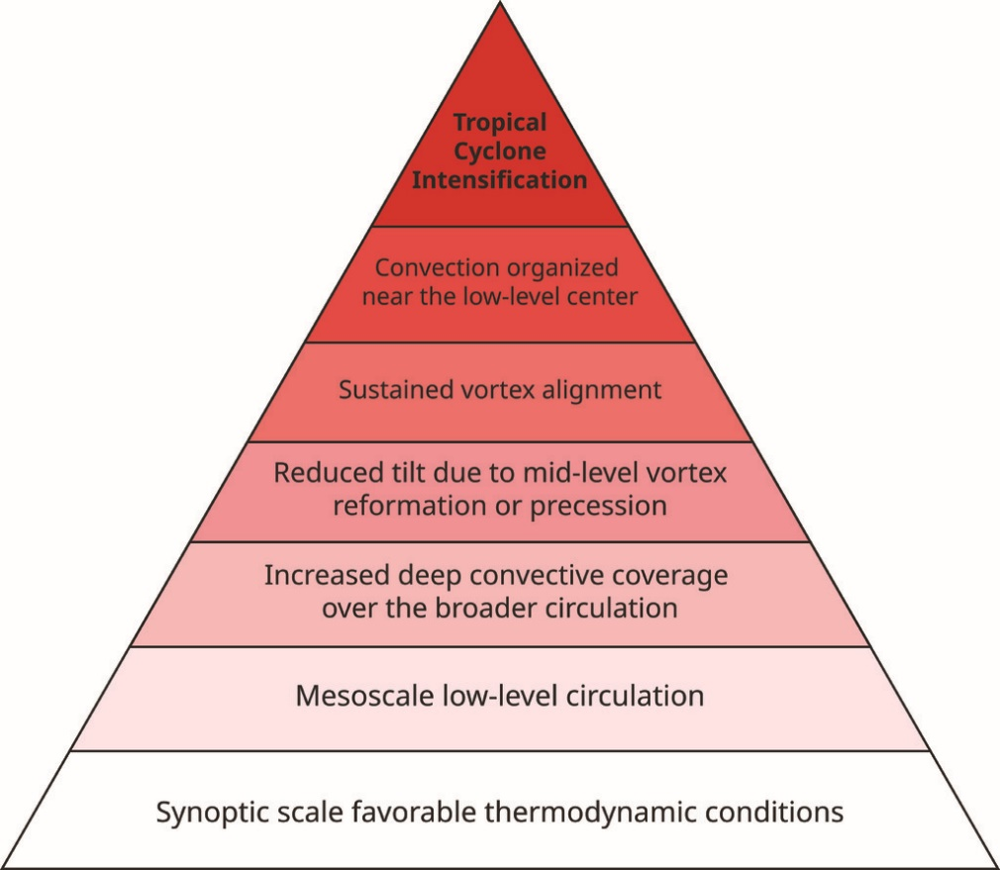 Tropical
Cyclone
Intensification
Convection organized
near the low-level center
Sustained vortex alignment
Reduced tilt due to mid-level vortex
reformation or precession
Increased deep convective coverage
over the broader circulation
Mesoscale low-level circulation
Synoptic scale favorable thermodynamic conditions